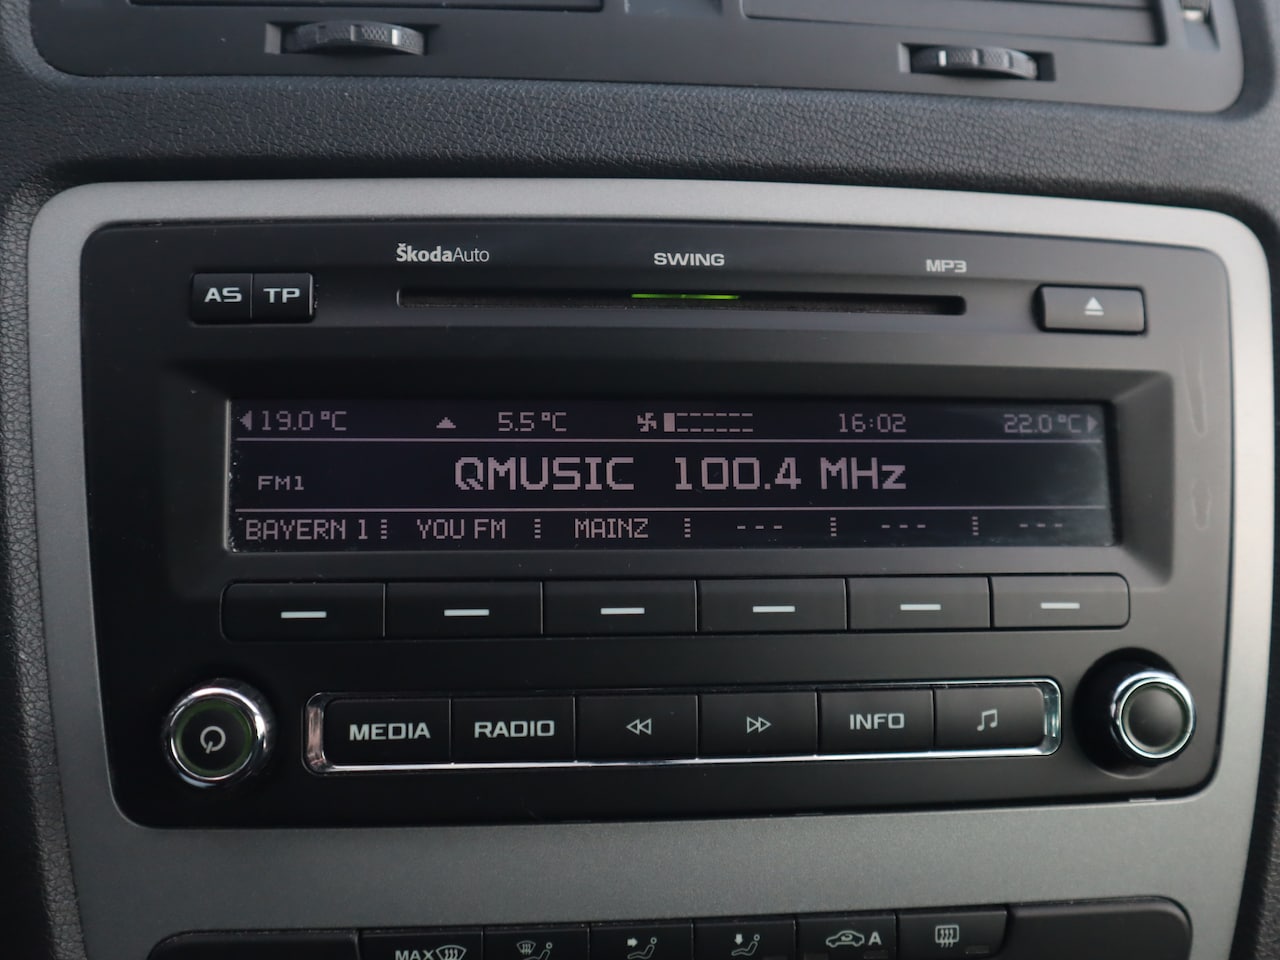 ŠkodaAuto SWING MP3
AS TP
19.0°C 5.5°C 16:02 22.0°C
FM1 QMUSIC 100.4 MHz
BAYERN 1 YOU FM MAINZ --- --- ---
MEDIA RADIO INFO
MAX A